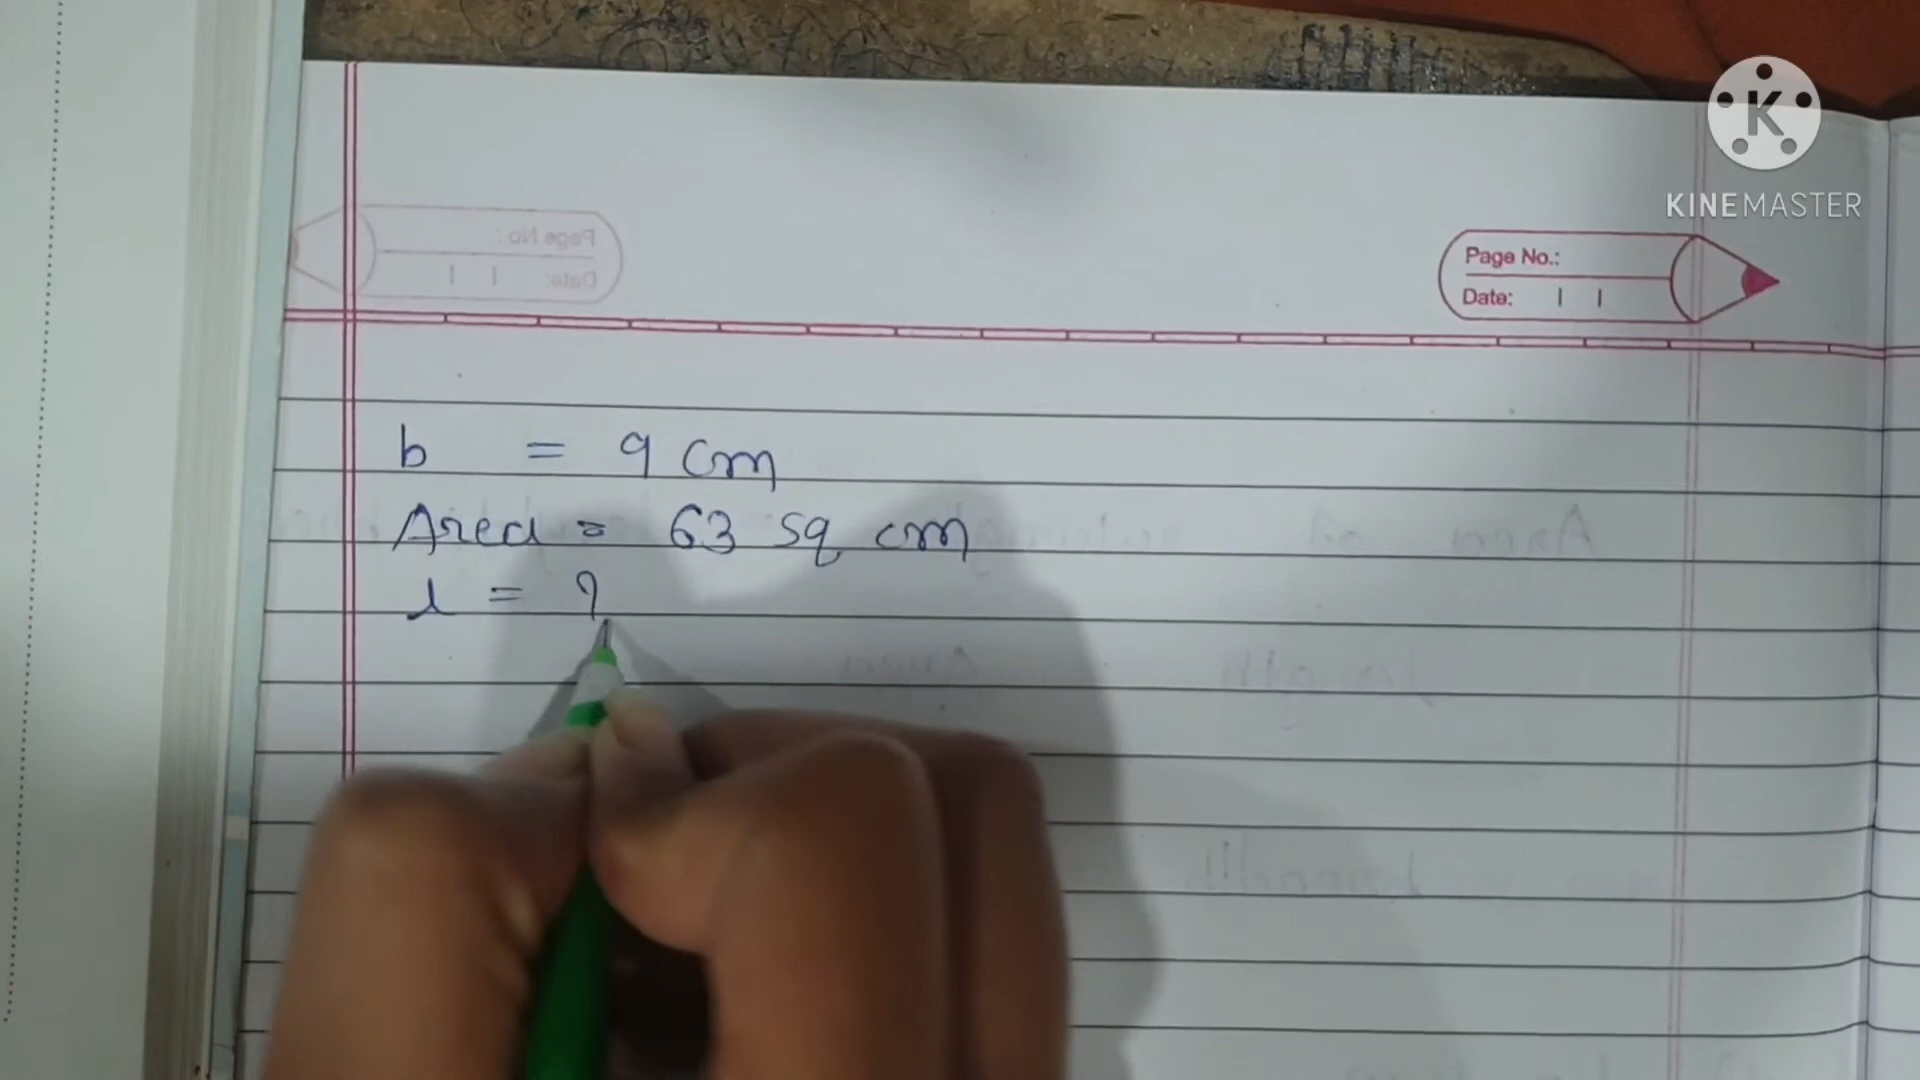 KINEMASTER
Page No.:
Date:
b = 9 cm
Area = 63 sq cm
l = ?